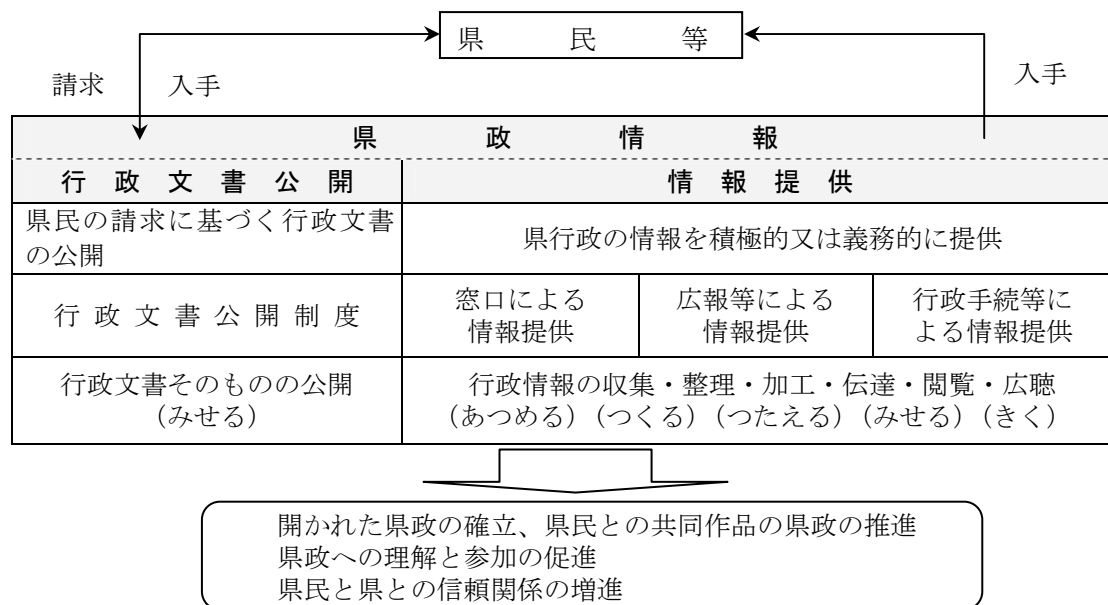 県民等
請求
入手
入手
県政情報
行政文書公開
情報提供
県民の請求に基づく行政文書
の公開
県行政の情報を積極的又は義務的に提供
行政文書公開制度
窓口による
情報提供
広報等による
情報提供
行政手続等に
よる情報提供
行政文書そのものの公開
（みせる）
行政情報の収集・整理・加工・伝達・閲覧・広聴
（あつめる）（つくる）（つたえる）（みせる）（きく）
開かれた県政の確立、県民との共同作品の県政の推進
県政への理解と参加の促進
県民と県との信頼関係の増進